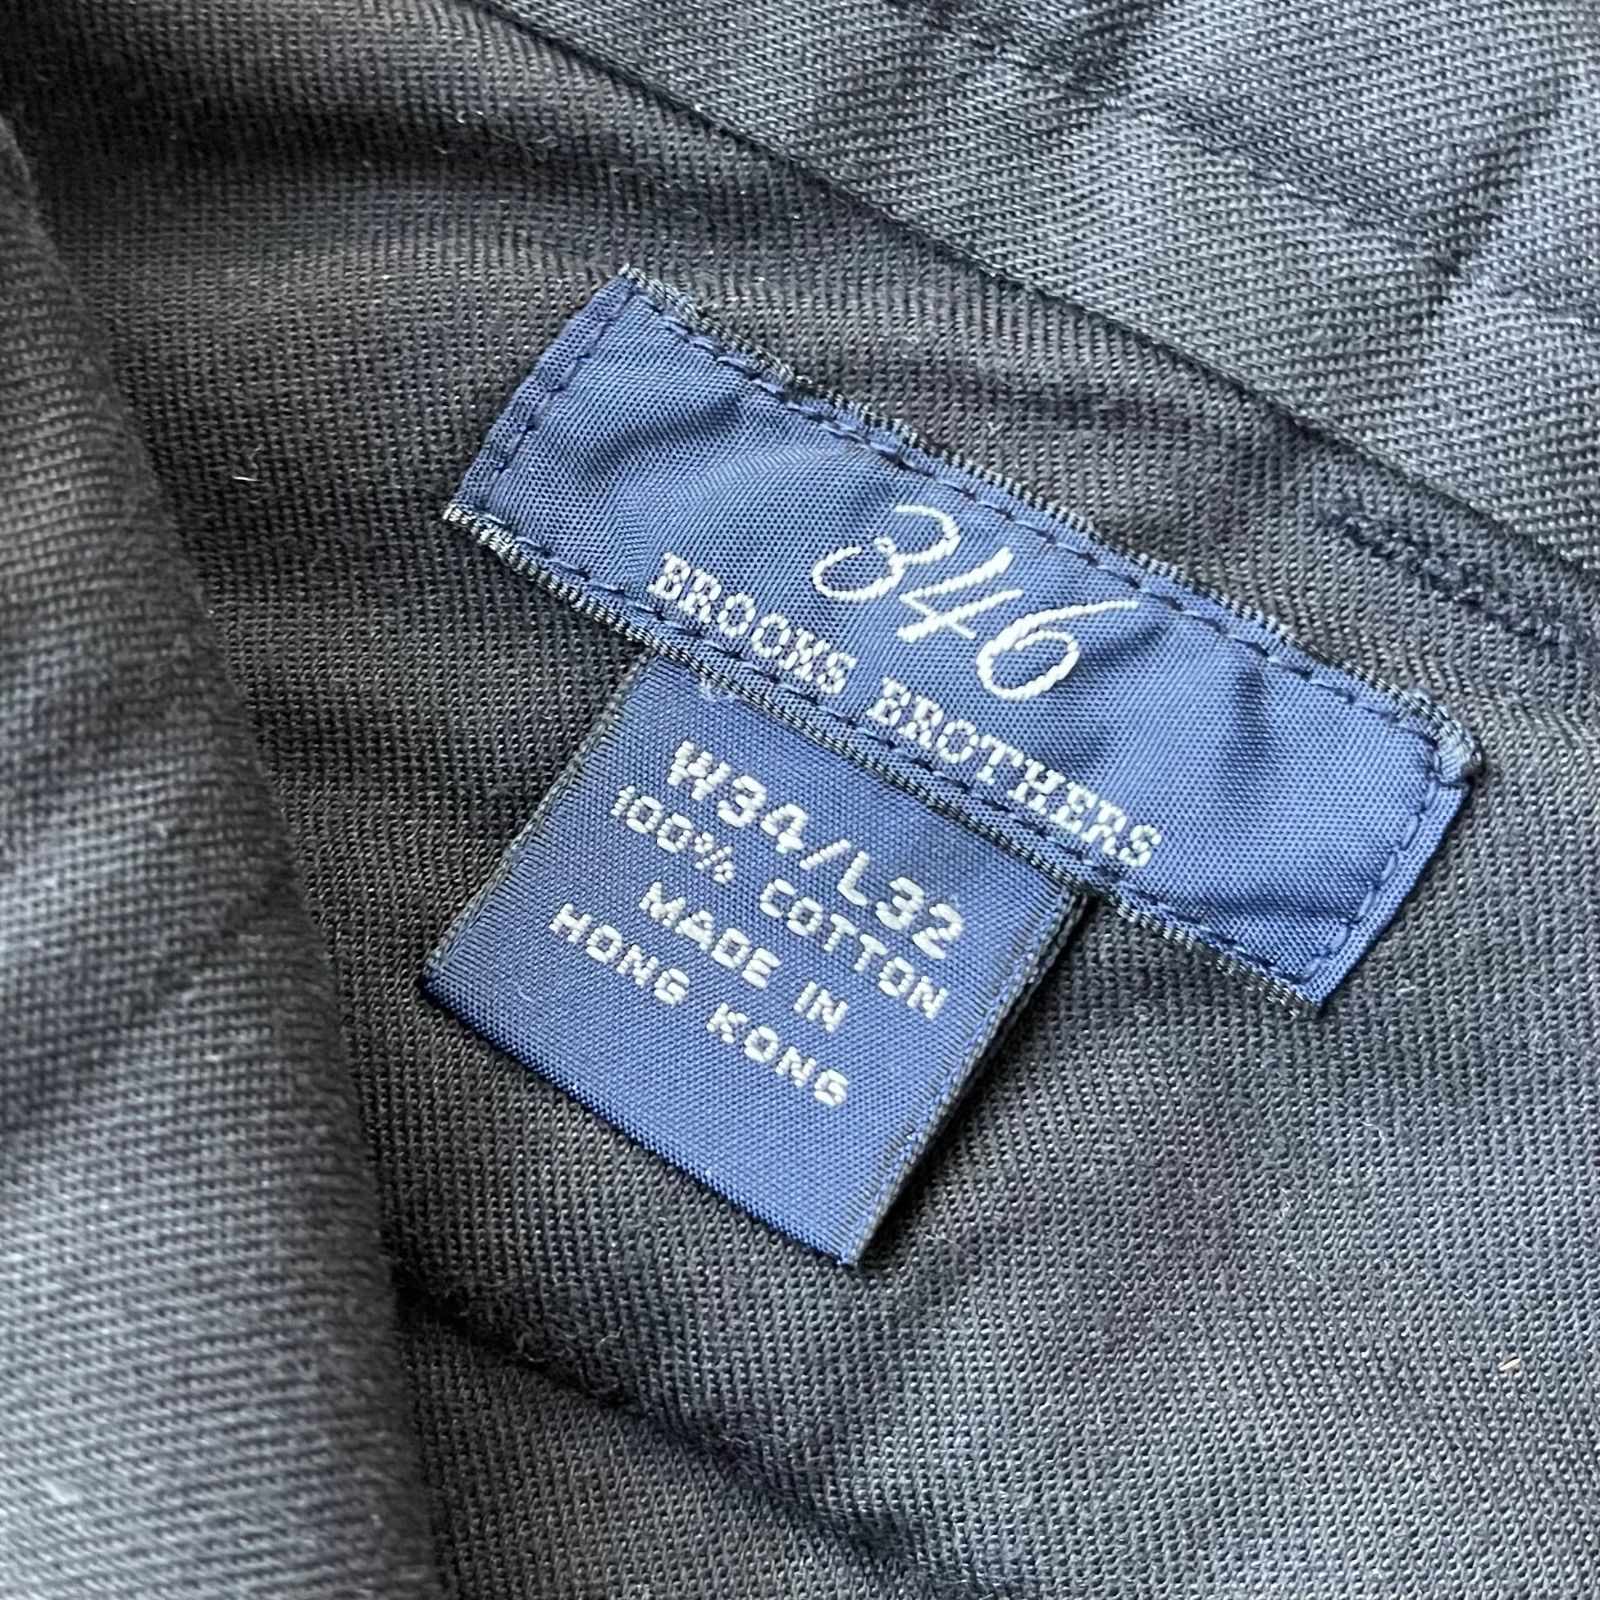 346
BROOKS BROTHERS
W34/L32
100% COTTON
MADE IN
HONG KONG